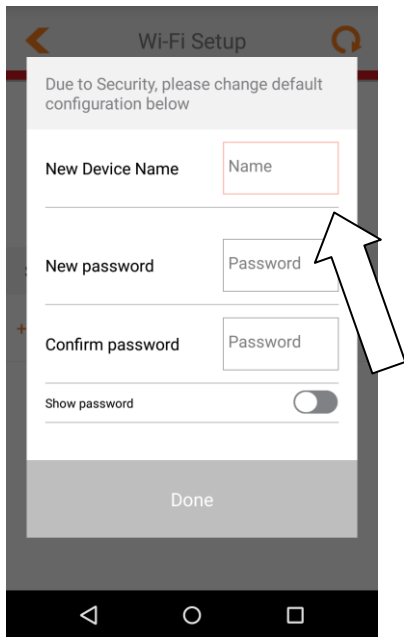 Wi-Fi Setup
Due to Security, please change default
configuration below
New Device Name Name
New password Password
Confirm password Password
Show password
Done